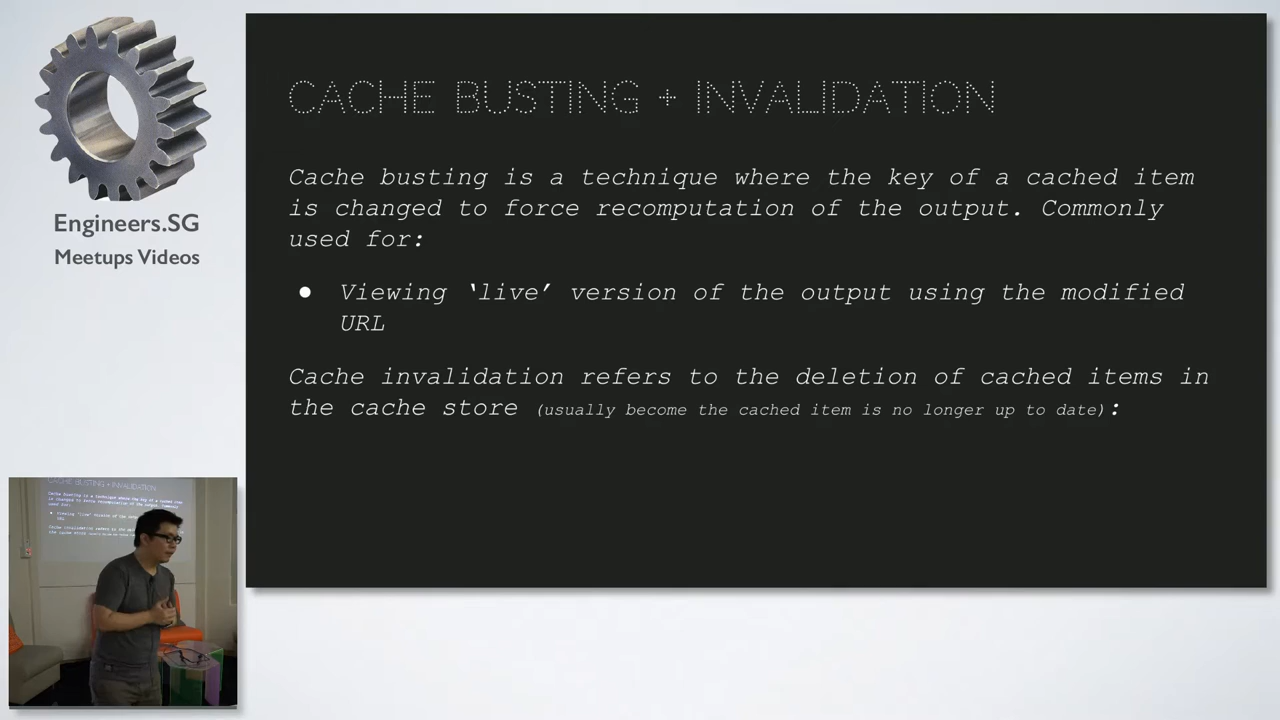 Engineers.SG
Meetups Videos
CACHE BUSTING + INVALIDATION
Cache busting is a technique where the key of a cached item
is changed to force recomputation of the output. Commonly
used for:
● Viewing ‘live’ version of the output using the modified
URL
Cache invalidation refers to the deletion of cached items in
the cache store (usually become the cached item is no longer up to date):